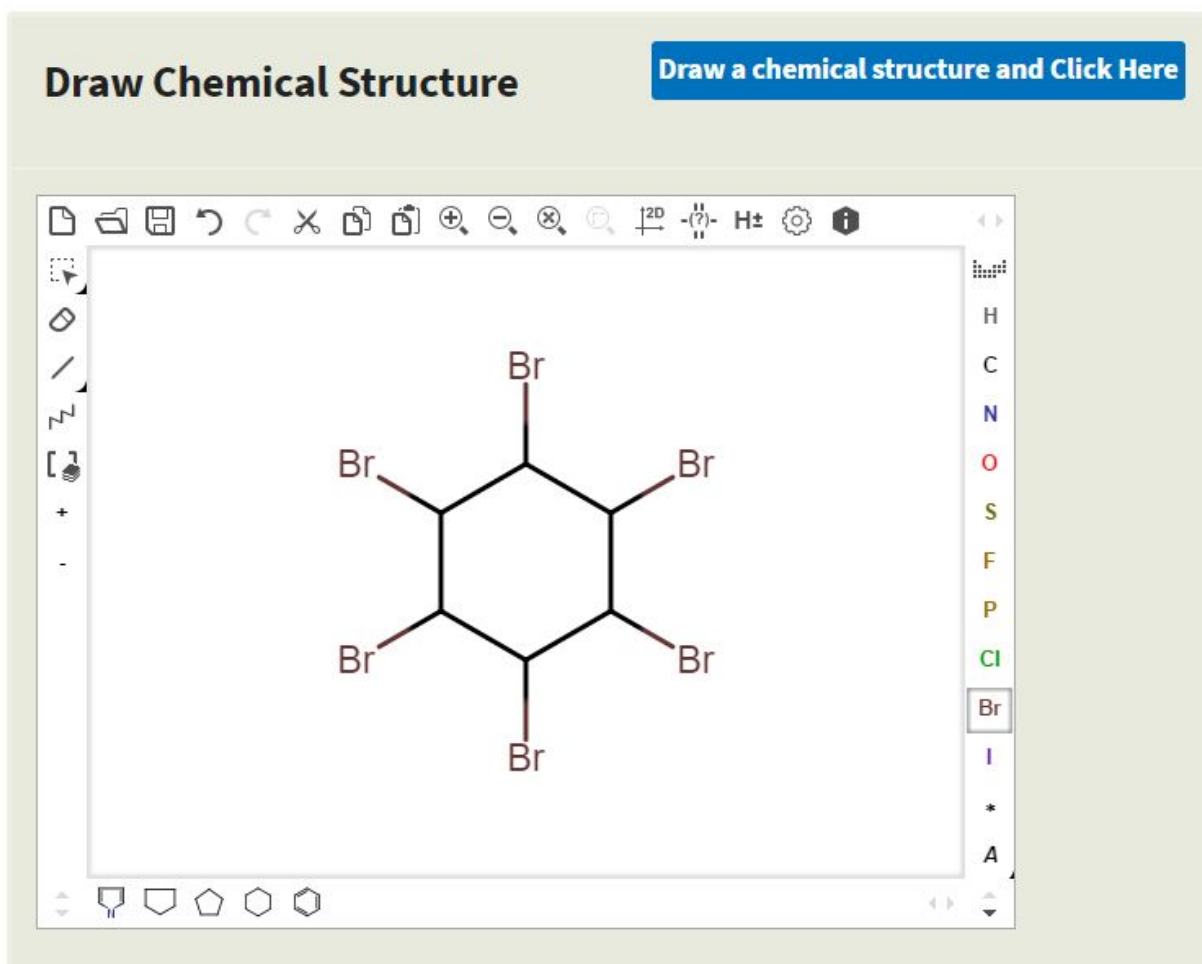 Draw Chemical Structure
Draw a chemical structure and Click Here
2D
-(?)-
H±
i
H
C
N
O
S
F
P
Cl
Br
I
*
A
+
-
Br
Br
Br
Br
Br
Br
N